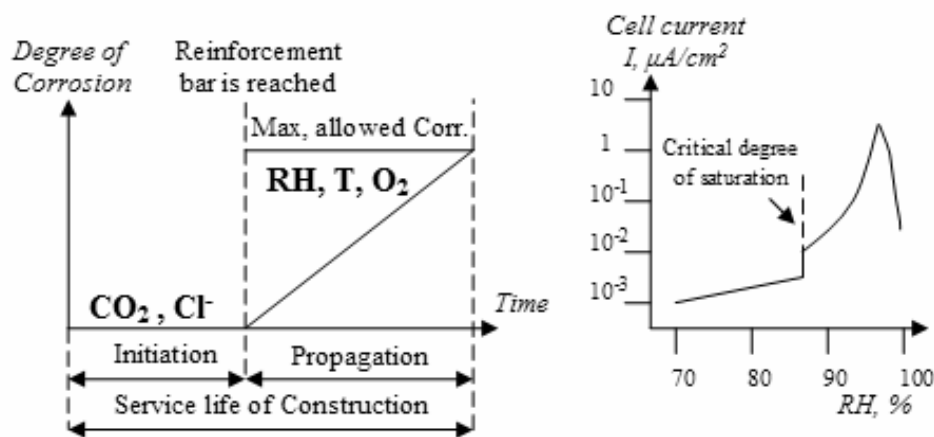 Degree of
Corrosion
Reinforcement
bar is reached
Max, allowed Corr.
RH, T, O₂
CO₂ , Cl⁻
Time
Initiation
Propagation
Service life of Construction
Cell current
I, μA/cm²
10
1
10⁻¹
10⁻²
10⁻³
Critical degree
of saturation
70
80
90
100
RH, %